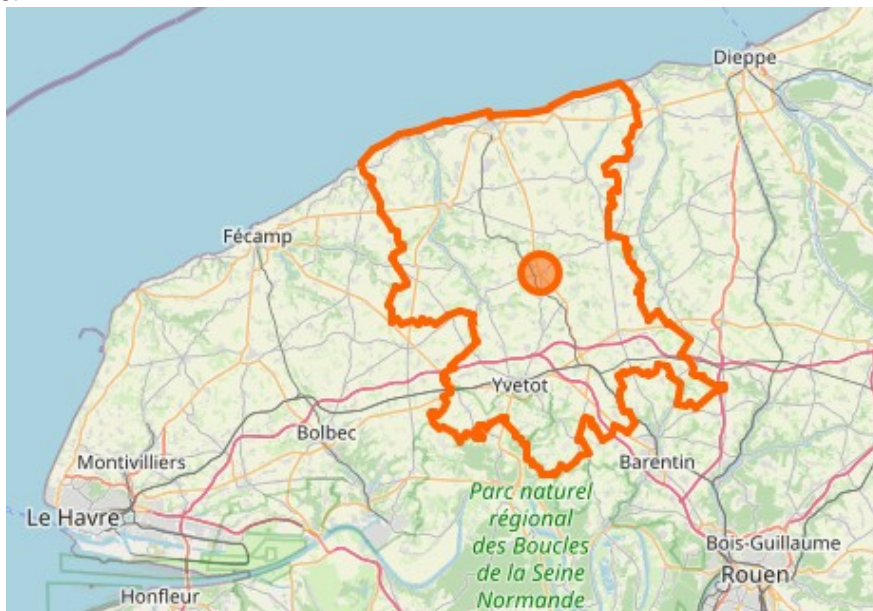 Dieppe
Fécamp
Yvetot
Bolbec
Montivilliers
Barentin
Parc naturel
régional
des Boucles
de la Seine
Normande
Le Havre
Bois-Guillaume
Rouen
Honfleur